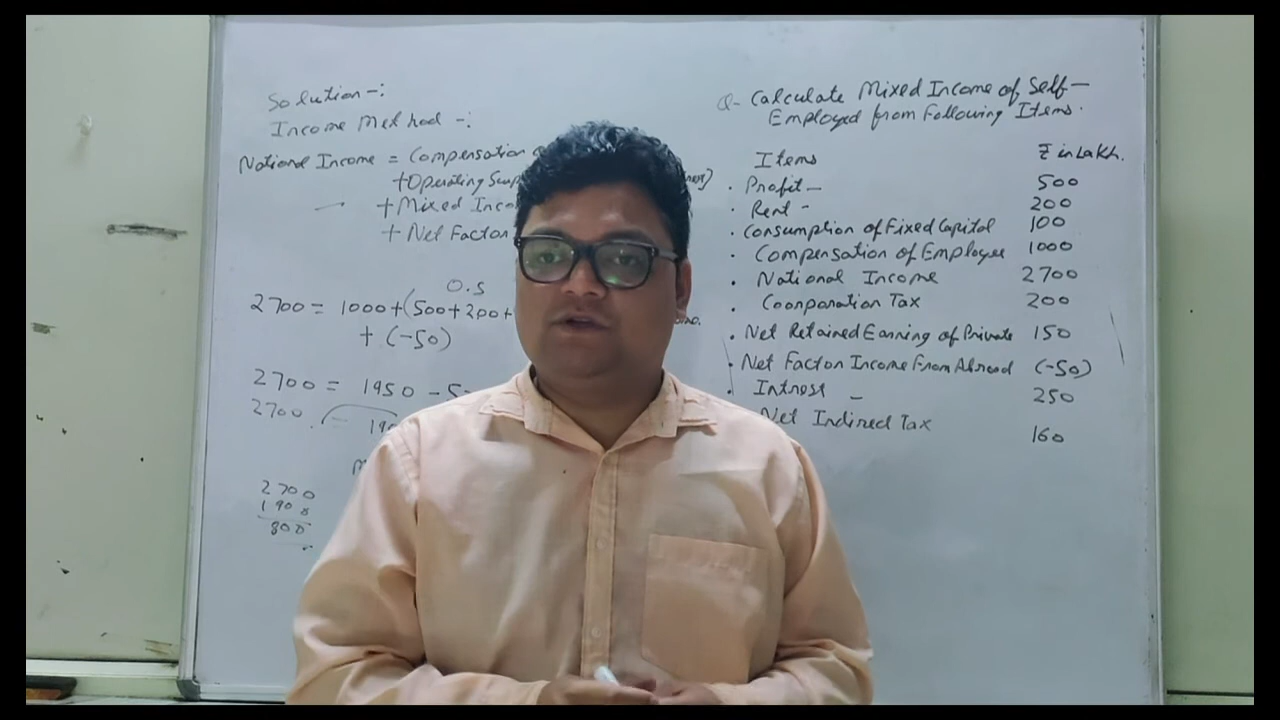 Solution-:
Income Method -:
National Income = Compensation
+Operating
+Mixed
+ Net Factor
O.S
2700 = 1000+(500+200+
+ (-50)
2700 = 1950 -
2700
2700
1900
800
Q- Calculate Mixed Income of Self-
Employed from Following Items.
Items ₹ in Lakh.
. Profit- 500
. Rent - 200
. Consumption of Fixed Capital 100
. Compensation of Employee 1000
. National Income 2700
. Coorporation Tax 200
. Net Retained Earning of Private 150
. Net Factor Income From Abroad (-50)
. Intrest - 250
Net Indirect Tax 160